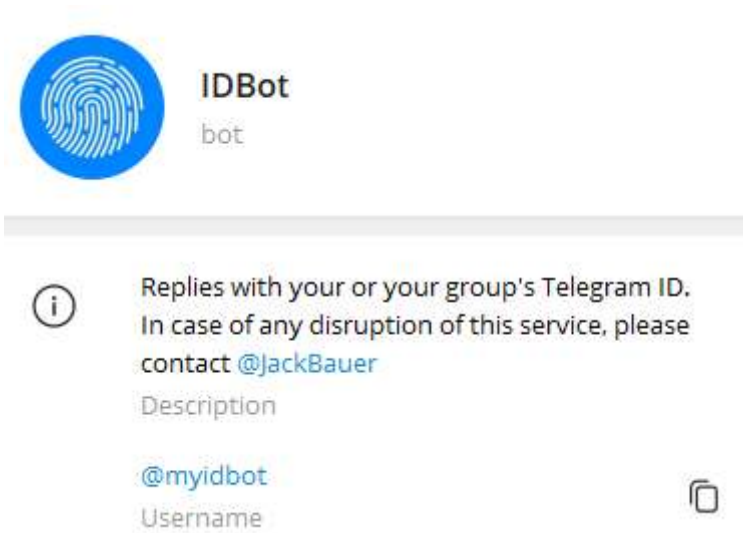 IDBot
bot
Replies with your or your group's Telegram ID.
In case of any disruption of this service, please
contact @JackBauer
Description
@myidbot
Username